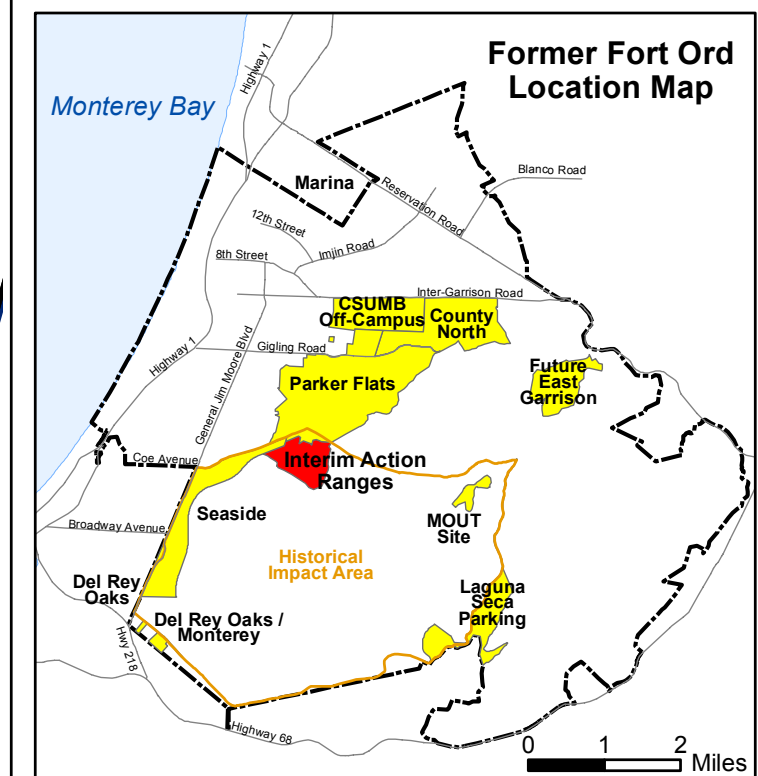 Former Fort Ord
Location Map
Monterey Bay
Highway 1
Marina
Blanco Road
Reservation Road
12th Street
Imjin Road
8th Street
Inter-Garrison Road
CSUMB
Off-Campus
County
North
Gigling Road
Highway 1
General Jim Moore Blvd
Parker Flats
Future
East
Garrison
Coe Avenue
Interim Action
Ranges
Seaside
MOUT
Site
Broadway Avenue
Historical
Impact Area
Del Rey
Oaks
Laguna
Seca
Parking
Del Rey Oaks /
Monterey
Hwy 218
Highway 68
0 1 2
Miles